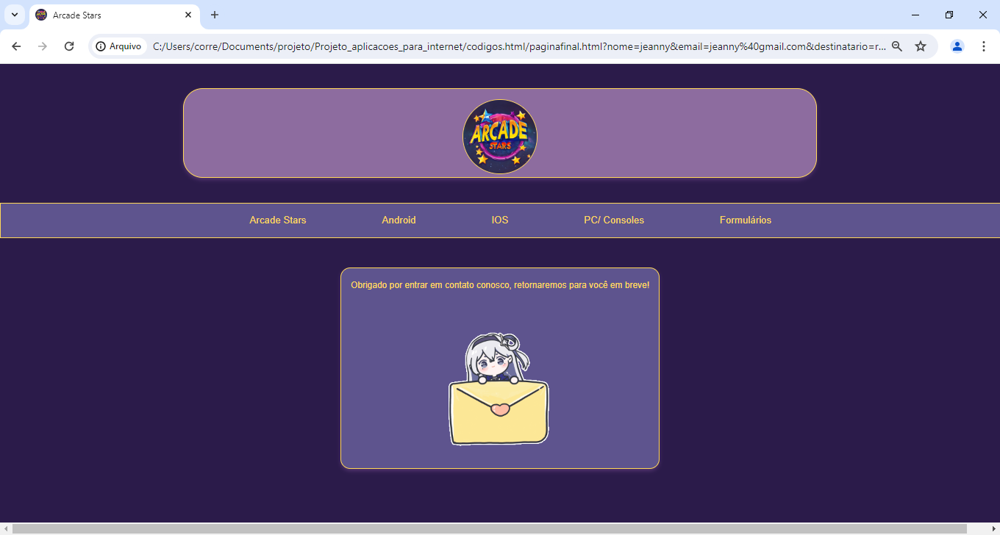 Arcade Stars
Arquivo
C:/Users/corre/Documents/projeto/Projeto_aplicacoes_para_internet/codigos.html/paginafinal.html?nome=jeanny&email=jeanny%40gmail.com&destinatario=r...
ARCADE
STARS
Arcade Stars Android IOS PC/ Consoles Formulários
Obrigado por entrar em contato conosco, retornaremos para você em breve!